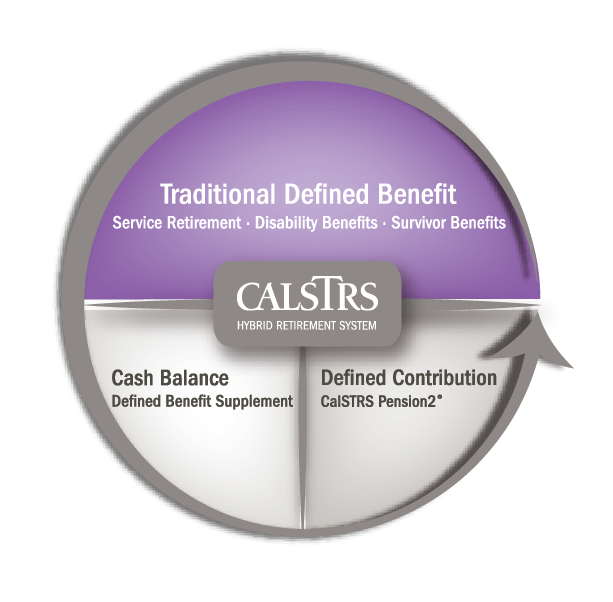 Traditional Defined Benefit
Service Retirement · Disability Benefits · Survivor Benefits
CALSTRS
HYBRID RETIREMENT SYSTEM
Cash Balance
Defined Benefit Supplement
Defined Contribution
CalSTRS Pension2®